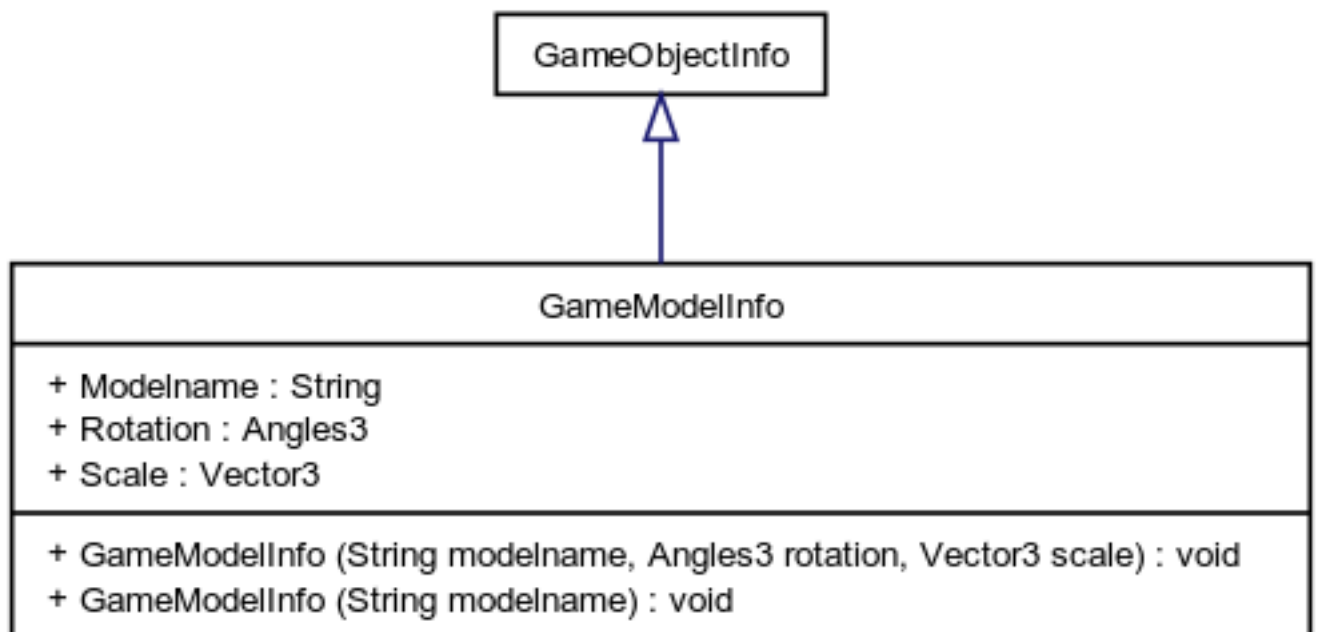 GameObjectInfo
GameModelInfo
+ Modelname : String
+ Rotation : Angles3
+ Scale : Vector3
+ GameModelInfo (String modelname, Angles3 rotation, Vector3 scale) : void
+ GameModelInfo (String modelname) : void